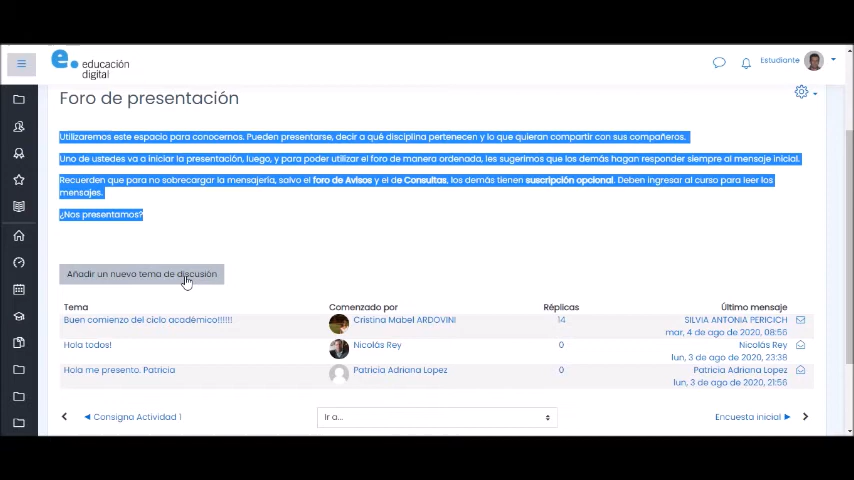 educación
digital
Estudiante
Foro de presentación
Utilizaremos este espacio para conocernos. Pueden presentarse, decir a qué disciplina pertenecen y lo que quieran compartir con sus compañeros.
Uno de ustedes va a iniciar la presentación, luego, y para poder utilizar el foro de manera ordenada, les sugerimos que los demás hagan responder siempre al mensaje inicial.
Recuerden que para no sobrecargar la mensajería, salvo el foro de Avisos y el de Consultas, los demás tienen suscripción opcional. Deben ingresar al curso para leer los
mensajes.
¿Nos presentamos?
Añadir un nuevo tema de discusión
Tema Comenzado por Réplicas Último mensaje
Buen comienzo del ciclo académico!!!!!! Cristina Mabel ARDOVINI 14 SILVIA ANTONIA PERICICH
mar, 4 de ago de 2020, 08:56
Hola todos! Nicolás Rey 0 Nicolás Rey
lun, 3 de ago de 2020, 23:38
Hola me presento. Patricia Patricia Adriana Lopez 0 Patricia Adriana Lopez
lun, 3 de ago de 2020, 21:56
◀ Consigna Actividad 1 Ir a... Encuesta inicial ▶